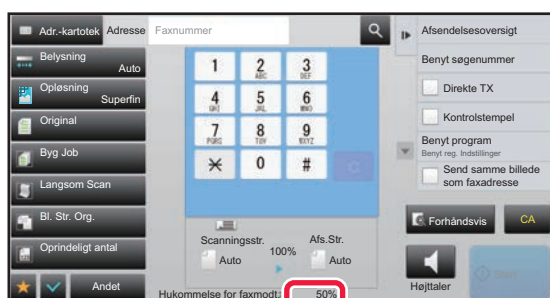 Adr.-kartotek
Adresse
Faxnummer
Belysning
Auto
Opløsning
Superfin
Original
Byg Job
Langsom Scan
Bl. Str. Org.
Oprindeligt antal
Andet
1
2
ABC
3
DEF
4
GHI
5
JKL
6
MNO
7
PQRS
8
TUV
9
WXYZ
0
#
Scanningsstr.
100%
Afs.Str.
Auto
Auto
Hukommelse for faxmodt.:
50%
Afsendelsesoversigt
Benyt søgenummer
Direkte TX
Kontrolstempel
Benyt program
Benyt reg. Indstillinger
Send samme billede
som faxadresse
Forhåndsvis
CA
Højttaler
Start